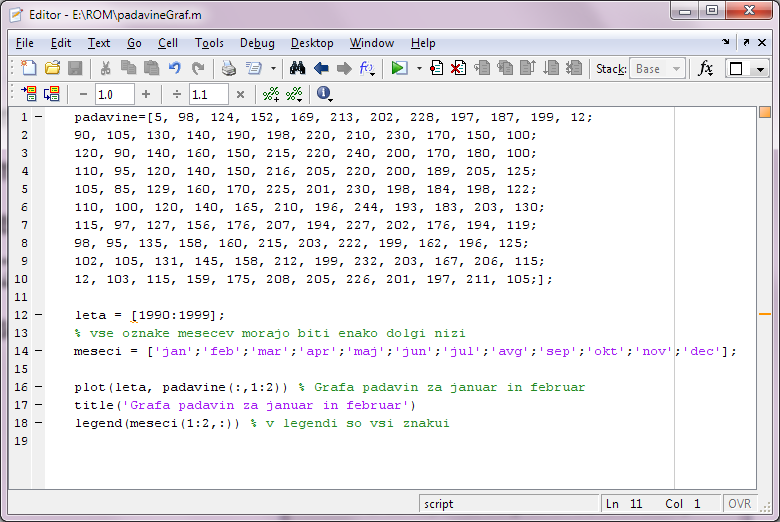 Editor - E:\ROM\padavineGraf.m
File Edit Text Go Cell Tools Debug Desktop Window Help
Stack: Base fx
− 1.0 + ÷ 1.1 ×
1 − padavine=[5, 98, 124, 152, 169, 213, 202, 228, 197, 187, 199, 12;
2 90, 105, 130, 140, 190, 198, 220, 210, 230, 170, 150, 100;
3 120, 90, 140, 160, 150, 215, 220, 240, 200, 170, 180, 100;
4 110, 95, 120, 140, 150, 216, 205, 220, 200, 189, 205, 125;
5 105, 85, 129, 160, 170, 225, 201, 230, 198, 184, 198, 122;
6 110, 100, 120, 140, 165, 210, 196, 244, 193, 183, 203, 130;
7 115, 97, 127, 156, 176, 207, 194, 227, 202, 176, 194, 119;
8 98, 95, 135, 158, 160, 215, 203, 222, 199, 162, 196, 125;
9 102, 105, 131, 145, 158, 212, 199, 232, 203, 167, 206, 115;
10 12, 103, 115, 159, 175, 208, 205, 226, 201, 197, 211, 105;];
11
12 − leta = [1990:1999];
13 % vse oznake mesecev morajo biti enako dolgi nizi
14 − meseci = ['jan';'feb';'mar';'apr';'maj';'jun';'jul';'avg';'sep';'okt';'nov';'dec'];
15
16 − plot(leta, padavine(:,1:2)) % Grafa padavin za januar in februar
17 − title('Grafa padavin za januar in februar')
18 − legend(meseci(1:2,:)) % v legendi so vsi znakui
19
script Ln 11 Col 1 OVR